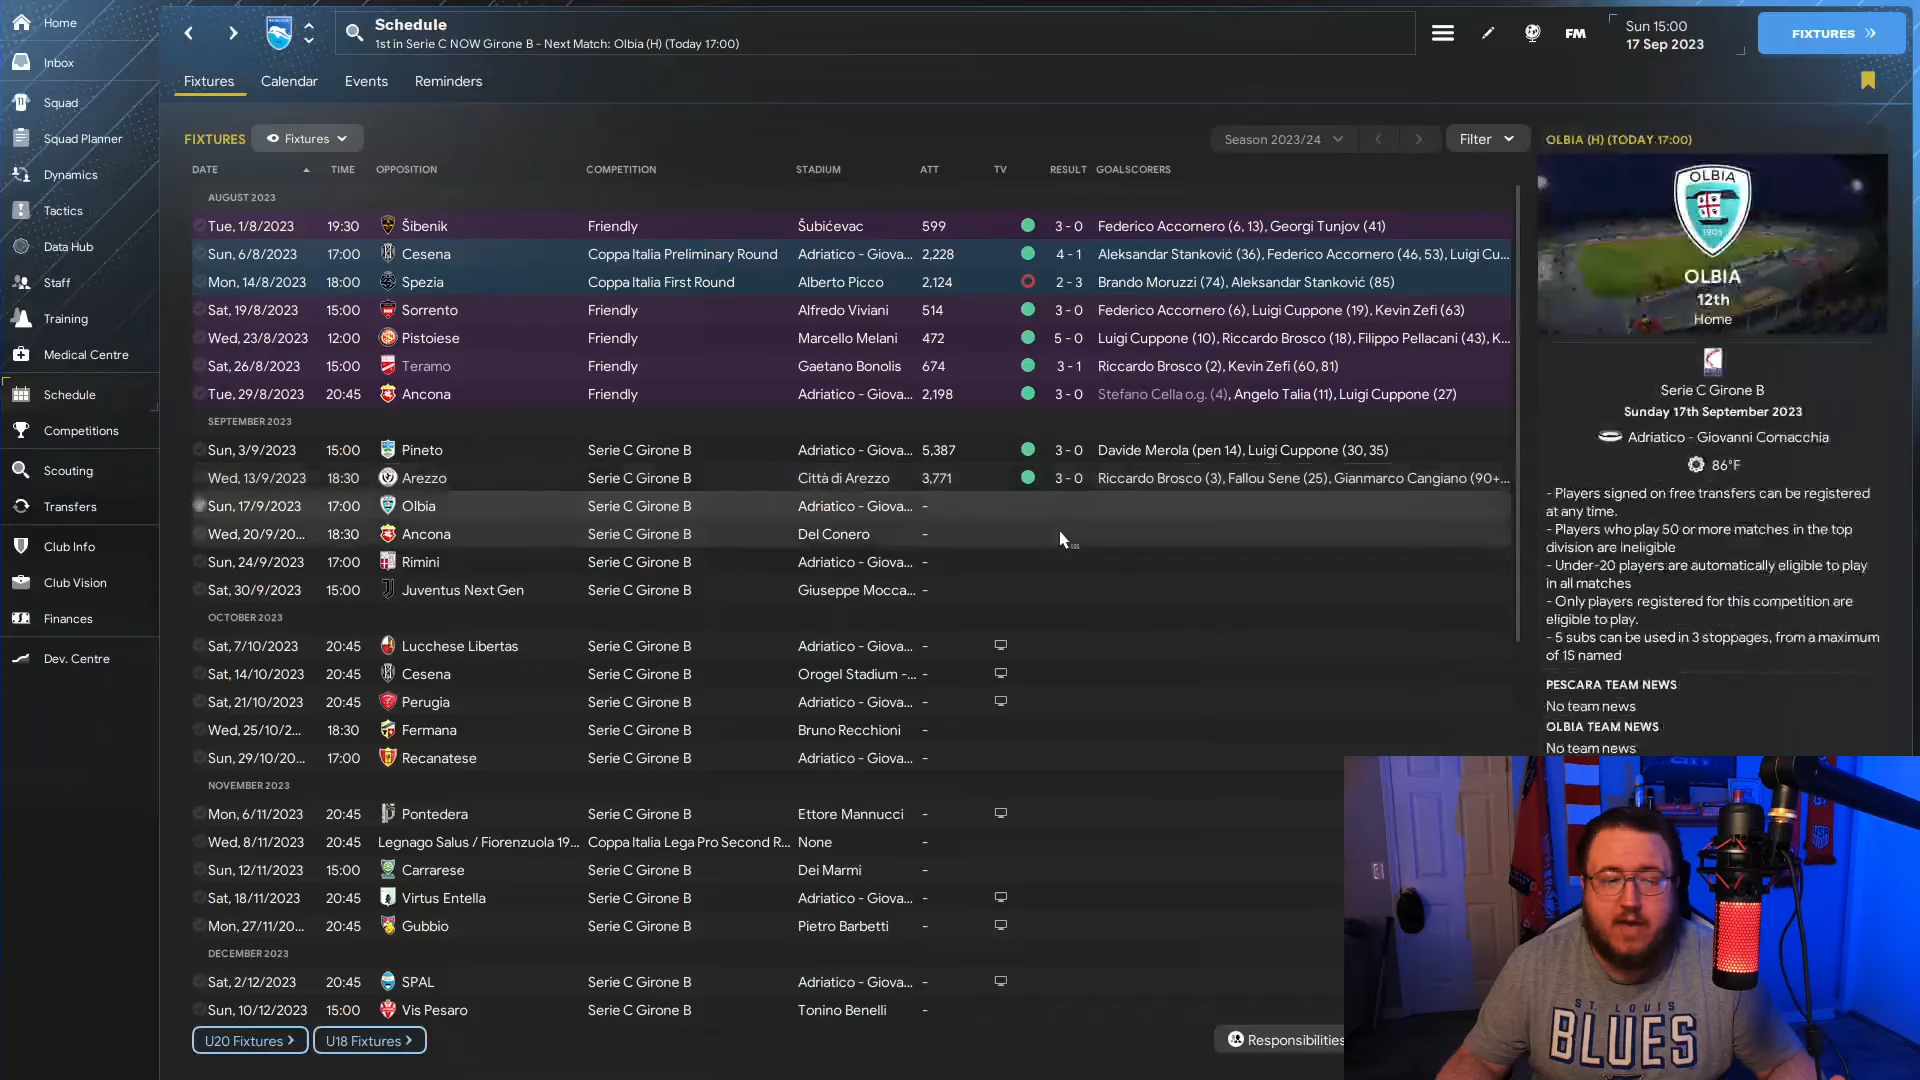 Home
Inbox
Squad
Squad Planner
Dynamics
Tactics
Data Hub
Staff
Training
Medical Centre
Schedule
Competitions
Scouting
Transfers
Club Info
Club Vision
Finances
Dev. Centre
Schedule
1st in Serie C NOW Girone B - Next Match: Olbia (H) (Today 17:00)
FM
Sun 15:00
17 Sep 2023
FIXTURES
Fixtures Calendar Events Reminders
FIXTURES Fixtures Season 2023/24 Filter
DATE TIME OPPOSITION COMPETITION STADIUM ATT TV RESULT GOALSCORERS
AUGUST 2023
Tue, 1/8/2023 19:30 Šibenik Friendly Šubićevac 599 3 - 0 Federico Accornero (6, 13), Georgi Tunjov (41)
Sun, 6/8/2023 17:00 Cesena Coppa Italia Preliminary Round Adriatico - Giova... 2,228 4 - 1 Aleksandar Stanković (36), Federico Accornero (46, 53), Luigi Cu...
Mon, 14/8/2023 18:00 Spezia Coppa Italia First Round Alberto Picco 2,124 2 - 3 Brando Moruzzi (74), Aleksandar Stanković (85)
Sat, 19/8/2023 15:00 Sorrento Friendly Alfredo Viviani 514 3 - 0 Federico Accornero (6), Luigi Cuppone (19), Kevin Zefi (63)
Wed, 23/8/2023 12:00 Pistoiese Friendly Marcello Melani 472 5 - 0 Luigi Cuppone (10), Riccardo Brosco (18), Filippo Pellacani (43), K...
Sat, 26/8/2023 15:00 Teramo Friendly Gaetano Bonolis 674 3 - 1 Riccardo Brosco (2), Kevin Zefi (60, 81)
Tue, 29/8/2023 20:45 Ancona Friendly Adriatico - Giova... 2,198 3 - 0 Stefano Cella o.g. (4), Angelo Talia (11), Luigi Cuppone (27)
SEPTEMBER 2023
Sun, 3/9/2023 15:00 Pineto Serie C Girone B Adriatico - Giova... 5,387 3 - 0 Davide Merola (pen 14), Luigi Cuppone (30, 35)
Wed, 13/9/2023 18:30 Arezzo Serie C Girone B Città di Arezzo 3,771 3 - 0 Riccardo Brosco (3), Fallou Sene (25), Gianmarco Cangiano (90+...
Sun, 17/9/2023 17:00 Olbia Serie C Girone B Adriatico - Giova... -
Wed, 20/9/20... 18:30 Ancona Serie C Girone B Del Conero -
Sun, 24/9/2023 17:00 Rimini Serie C Girone B Adriatico - Giova... -
Sat, 30/9/2023 15:00 Juventus Next Gen Serie C Girone B Giuseppe Mocca... -
OCTOBER 2023
Sat, 7/10/2023 20:45 Lucchese Libertas Serie C Girone B Adriatico - Giova... -
Sat, 14/10/2023 20:45 Cesena Serie C Girone B Orogel Stadium -... -
Sat, 21/10/2023 20:45 Perugia Serie C Girone B Adriatico - Giova... -
Wed, 25/10/2... 18:30 Fermana Serie C Girone B Bruno Recchioni -
Sun, 29/10/20... 17:00 Recanatese Serie C Girone B Adriatico - Giova... -
NOVEMBER 2023
Mon, 6/11/2023 20:45 Pontedera Serie C Girone B Ettore Mannucci -
Wed, 8/11/2023 20:45 Legnago Salus / Fiorenzuola 19... Coppa Italia Lega Pro Second R... None -
Sun, 12/11/2023 15:00 Carrarese Serie C Girone B Dei Marmi -
Sat, 18/11/2023 20:45 Virtus Entella Serie C Girone B Adriatico - Giova... -
Mon, 27/11/20... 20:45 Gubbio Serie C Girone B Pietro Barbetti -
DECEMBER 2023
Sat, 2/12/2023 20:45 SPAL Serie C Girone B Adriatico - Giova... -
Sun, 10/12/2023 15:00 Vis Pesaro Serie C Girone B Tonino Benelli -
U20 Fixtures U18 Fixtures Responsibilities
OLBIA (H) (TODAY 17:00)
OLBIA
1905
OLBIA
12th
Home
Serie C Girone B
Sunday 17th September 2023
Adriatico - Giovanni Cornacchia
86°F
- Players signed on free transfers can be registered
at any time.
- Players who play 50 or more matches in the top
division are ineligible
- Under-20 players are automatically eligible to play
in all matches
- Only players registered for this competition are
eligible to play.
- 5 subs can be used in 3 stoppages, from a maximum
of 15 named
PESCARA TEAM NEWS
No team news
OLBIA TEAM NEWS
No team news
ST. LOUIS
BLUES